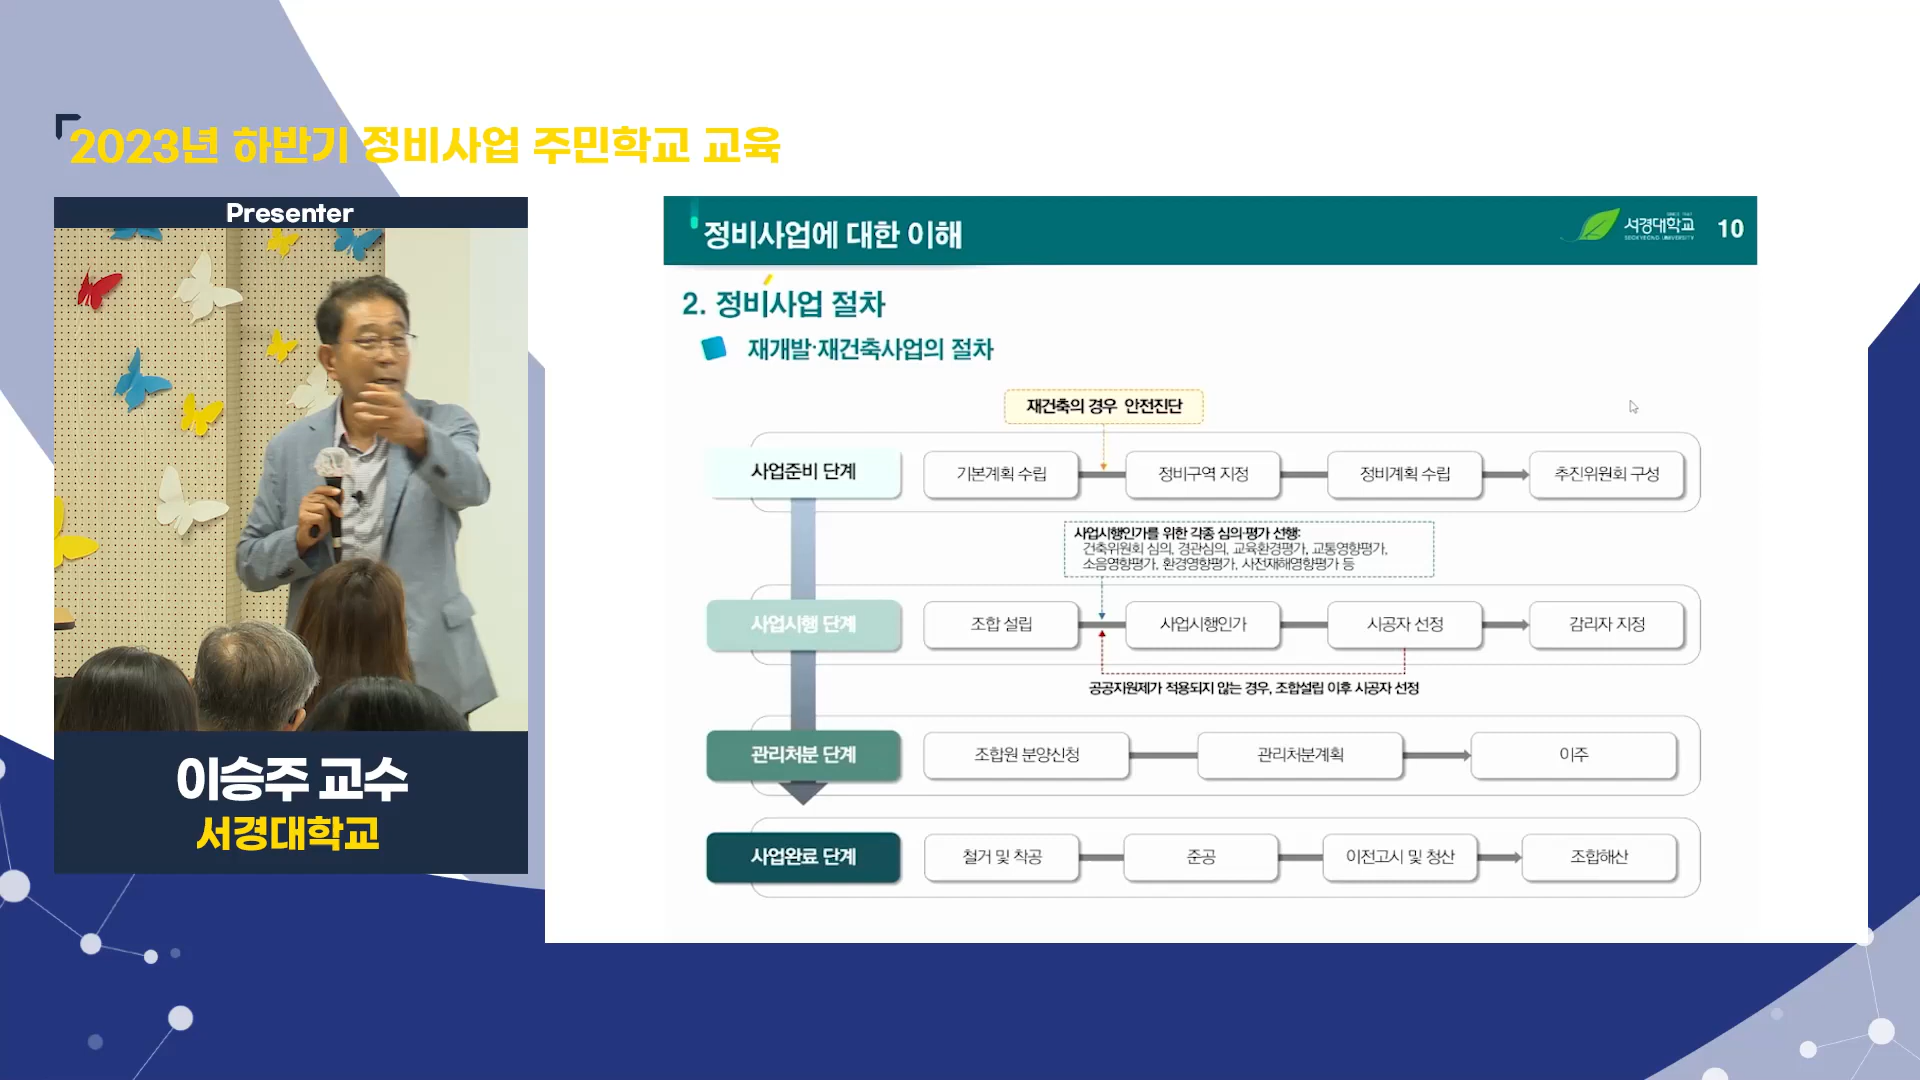 2023년 하반기 정비사업 주민학교 교육
Presenter
이승주 교수
서경대학교
정비사업에 대한 이해
서경대학교
SEOKYEONG UNIVERSITY
10
2. 정비사업 절차
재개발·재건축사업의 절차
재건축의 경우 안전진단
사업준비 단계
기본계획 수립
정비구역 지정
정비계획 수립
추진위원회 구성
사업시행인가를 위한 각종 심의·평가 선행:
건축위원회 심의, 경관심의, 교육환경평가, 교통영향평가,
소음영향평가, 환경영향평가, 사전재해영향평가 등
사업시행 단계
조합 설립
사업시행인가
시공자 선정
감리자 지정
공공지원제가 적용되지 않는 경우, 조합설립 이후 시공자 선정
관리처분 단계
조합원 분양신청
관리처분계획
이주
사업완료 단계
철거 및 착공
준공
이전고시 및 청산
조합해산